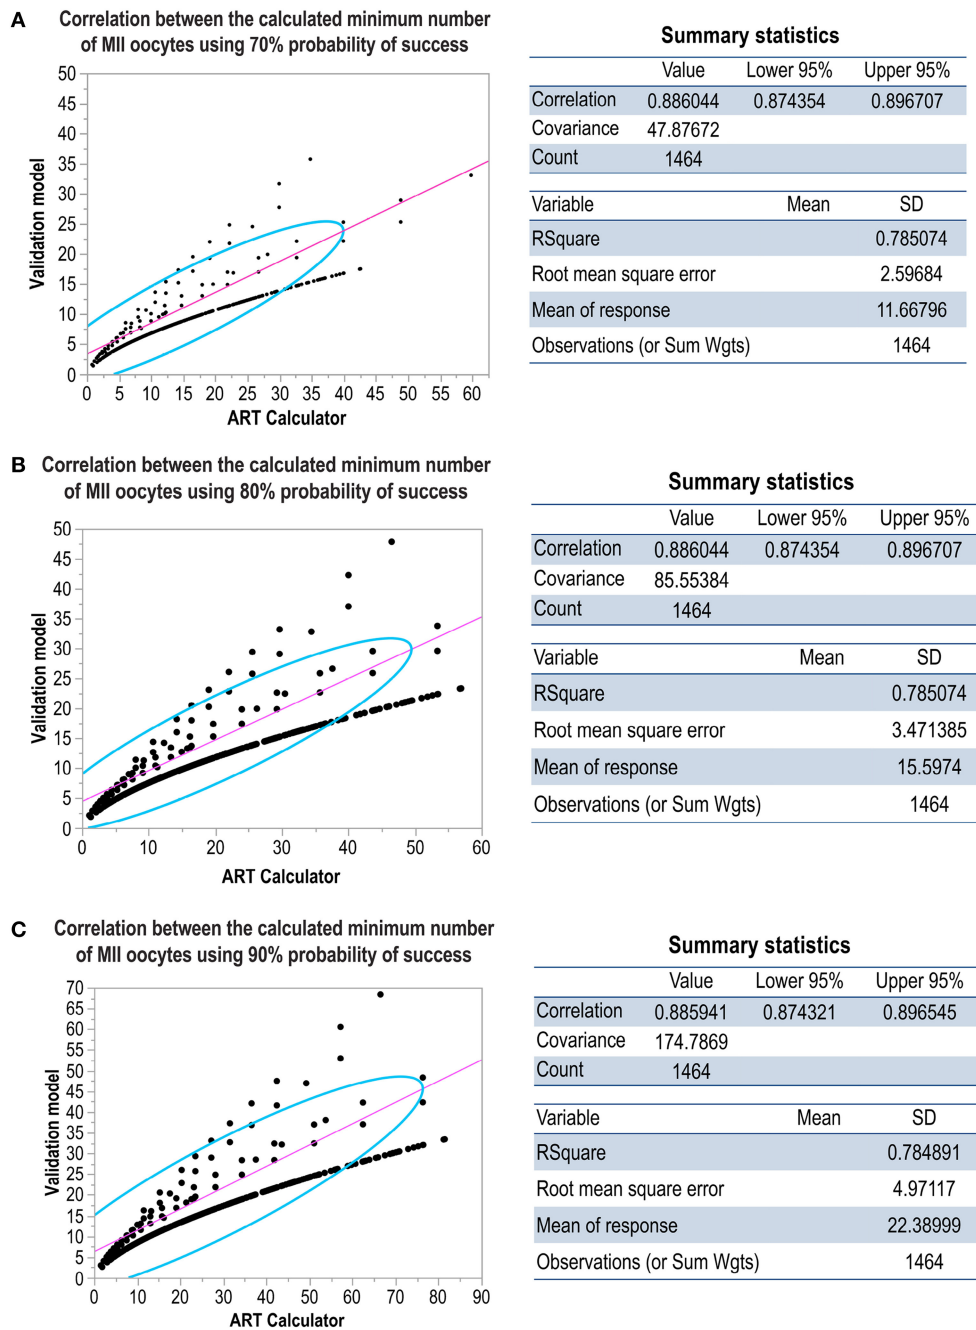 A Correlation between the calculated minimum number
of MII oocytes using 70% probability of success
50
45
40
35
30
25
20
15
10
5
0
Validation model
0 5 10 15 20 25 30 35 40 45 50 55 60
ART Calculator
Summary statistics
Value Lower 95% Upper 95%
Correlation 0.886044 0.874354 0.896707
Covariance 47.87672
Count 1464
Variable Mean SD
RSquare 0.785074
Root mean square error 2.59684
Mean of response 11.66796
Observations (or Sum Wgts) 1464
B Correlation between the calculated minimum number
of MII oocytes using 80% probability of success
50
45
40
35
30
25
20
15
10
5
0
Validation model
0 10 20 30 40 50 60
ART Calculator
Summary statistics
Value Lower 95% Upper 95%
Correlation 0.886044 0.874354 0.896707
Covariance 85.55384
Count 1464
Variable Mean SD
RSquare 0.785074
Root mean square error 3.471385
Mean of response 15.5974
Observations (or Sum Wgts) 1464
C Correlation between the calculated minimum number
of MII oocytes using 90% probability of success
70
65
60
55
50
45
40
35
30
25
20
15
10
5
0
Validation model
0 10 20 30 40 50 60 70 80 90
ART Calculator
Summary statistics
Value Lower 95% Upper 95%
Correlation 0.885941 0.874321 0.896545
Covariance 174.7869
Count 1464
Variable Mean SD
RSquare 0.784891
Root mean square error 4.97117
Mean of response 22.38999
Observations (or Sum Wgts) 1464